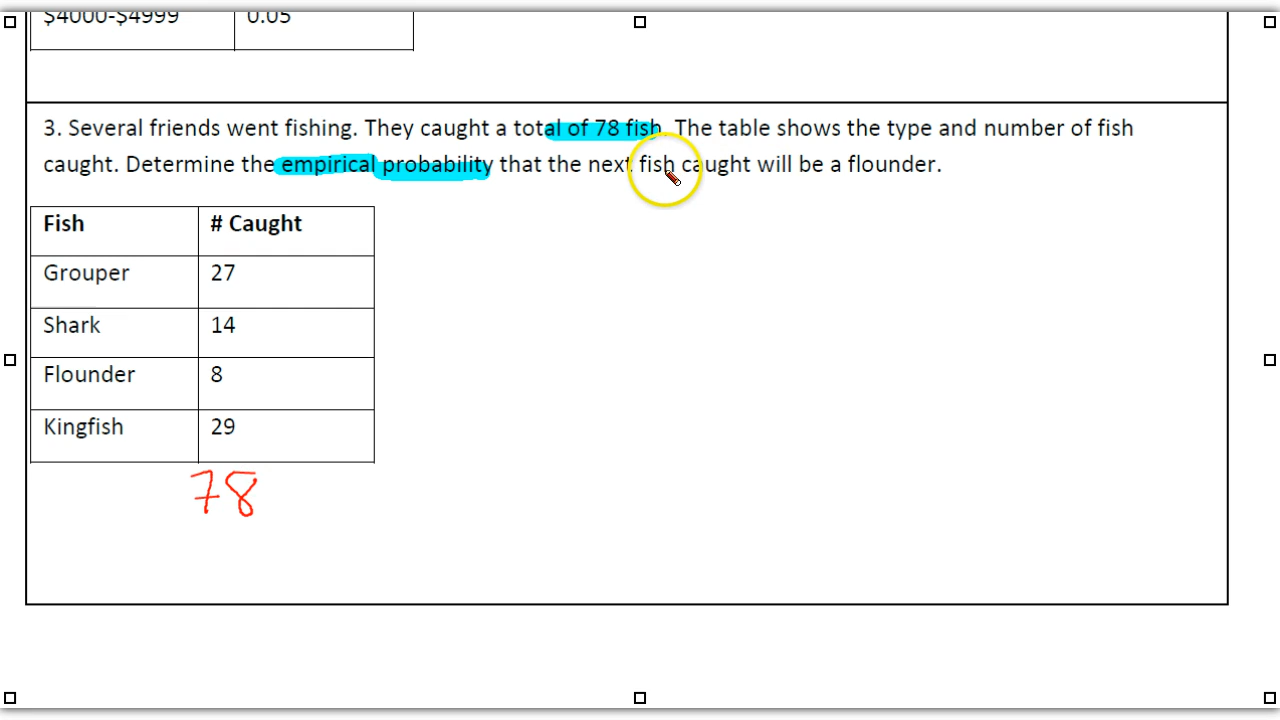 $4000-$4999 0.05
3. Several friends went fishing. They caught a total of 78 fish. The table shows the type and number of fish
caught. Determine the empirical probability that the next fish caught will be a flounder.
Fish # Caught
Grouper 27
Shark 14
Flounder 8
Kingfish 29
78